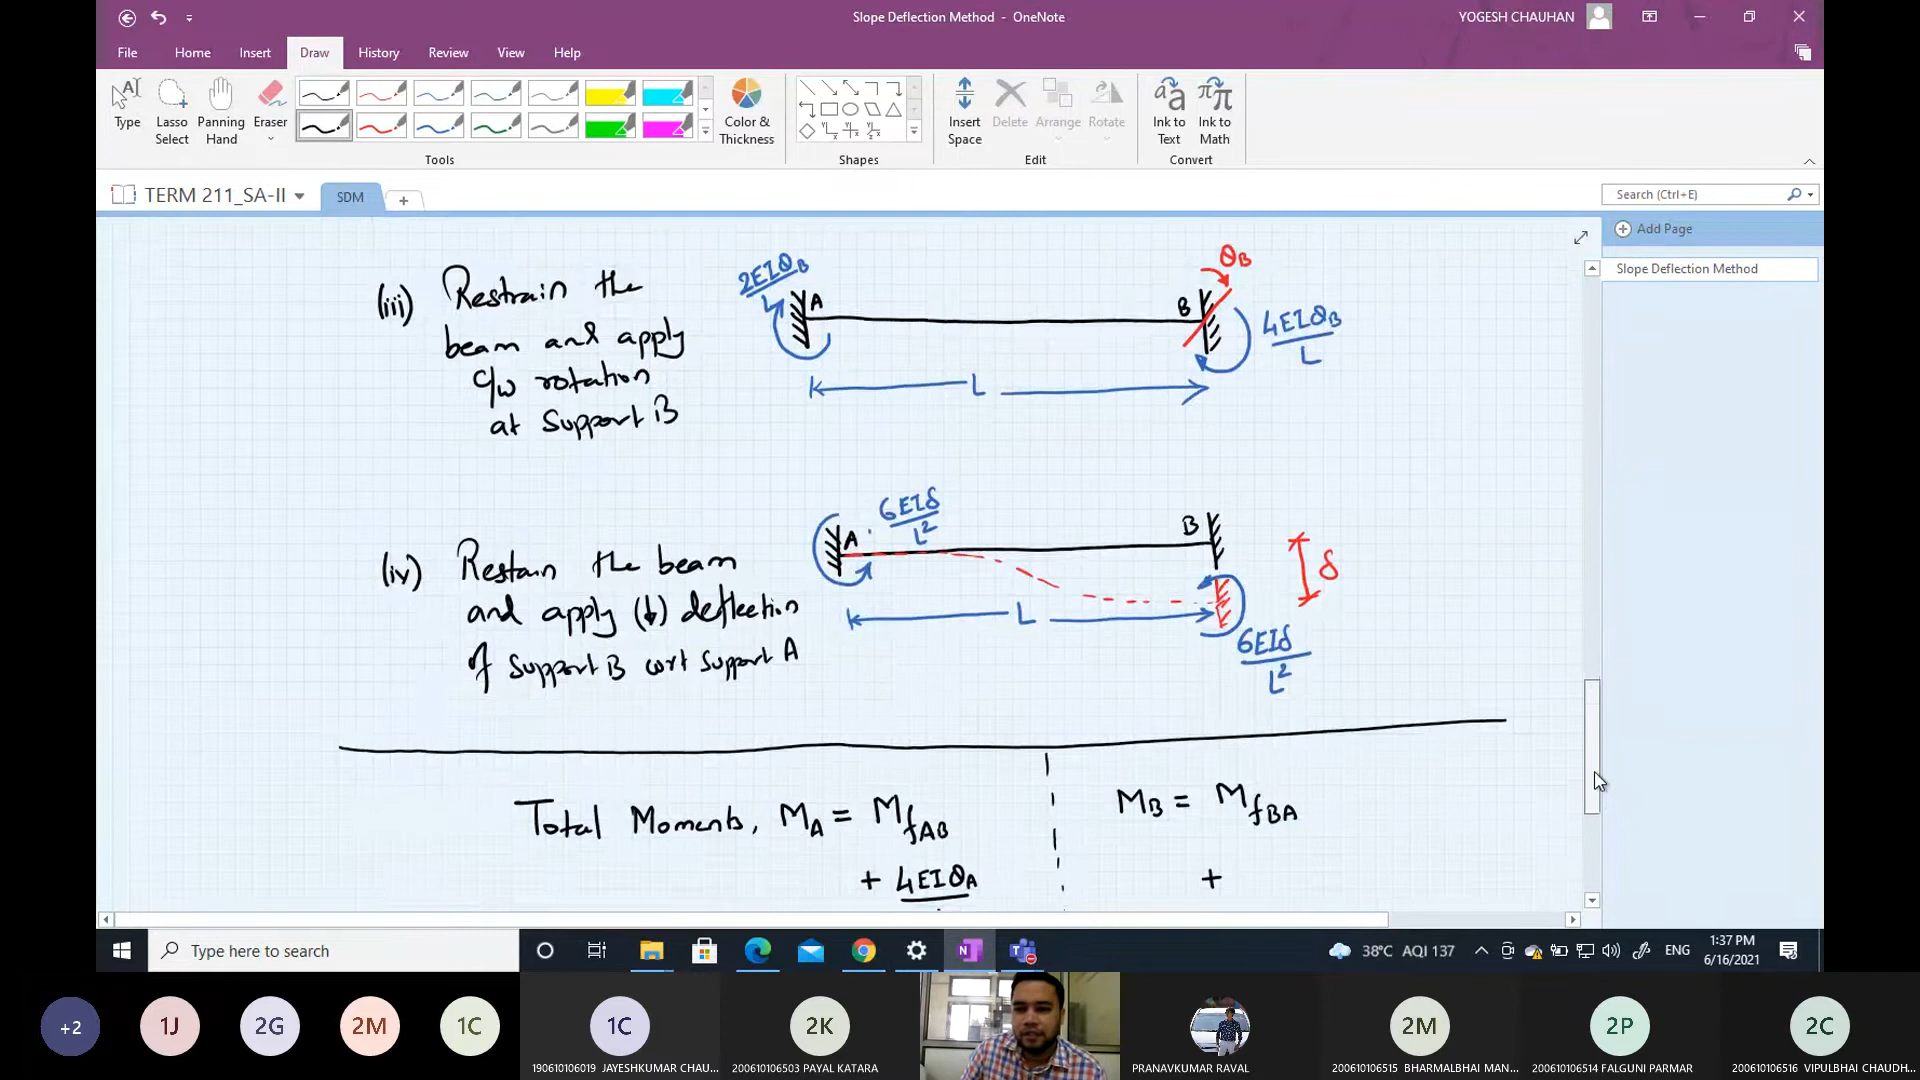 Slope Deflection Method - OneNote
YOGESH CHAUHAN
File Home Insert Draw History Review View Help
Type
Lasso Select
Panning Hand
Eraser
Color & Thickness
Insert Space
Delete
Arrange
Rotate
Ink to Text
Ink to Math
Tools
Shapes
Edit
Convert
TERM 211_SA-II
SDM
Search (Ctrl+E)
Add Page
Slope Deflection Method
(iii) Restrain the
beam and apply
c/w rotation
at Support B
2EIθB
L
A
B
θB
4EIθB
L
L
(iv) Restain the beam
and apply (↓) deflection
of Support B wrt Support A
6EIδ
L²
A
B
δ
L
6EIδ
L²
Total Moments, MA = MfAB
+ 4EIθA
MB = MfBA
+
Type here to search
38°C AQI 137
ENG
1:37 PM
6/16/2021
+2
1J
2G
2M
1C
1C
190610106019 JAYESHKUMAR CHAU...
2K
200610106503 PAYAL KATARA
PRANAVKUMAR RAVAL
2M
200610106515 BHARMALBHAI MAN...
2P
200610106514 FALGUNI PARMAR
2C
200610106516 VIPULBHAI CHAUDH...